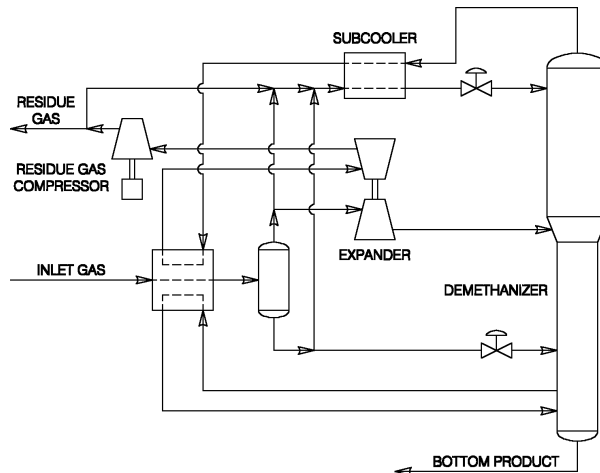 SUBCOOLER
RESIDUE
GAS
RESIDUE GAS
COMPRESSOR
EXPANDER
INLET GAS
DEMETHANIZER
BOTTOM PRODUCT